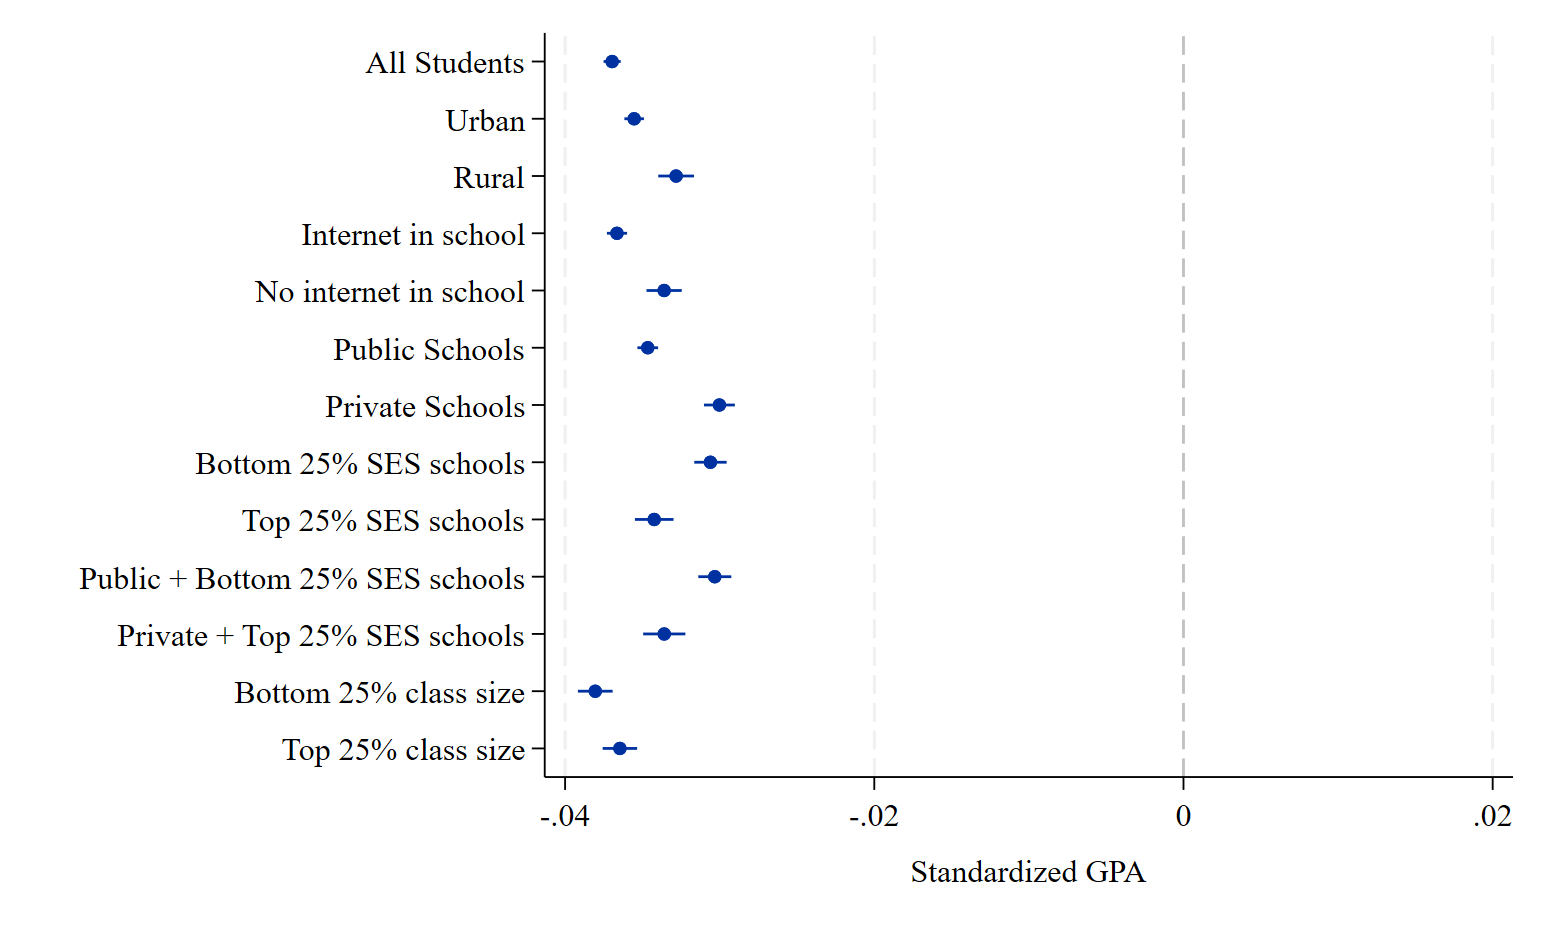 All Students
Urban
Rural
Internet in school
No internet in school
Public Schools
Private Schools
Bottom 25% SES schools
Top 25% SES schools
Public + Bottom 25% SES schools
Private + Top 25% SES schools
Bottom 25% class size
Top 25% class size
-.04 -.02 0 .02
Standardized GPA